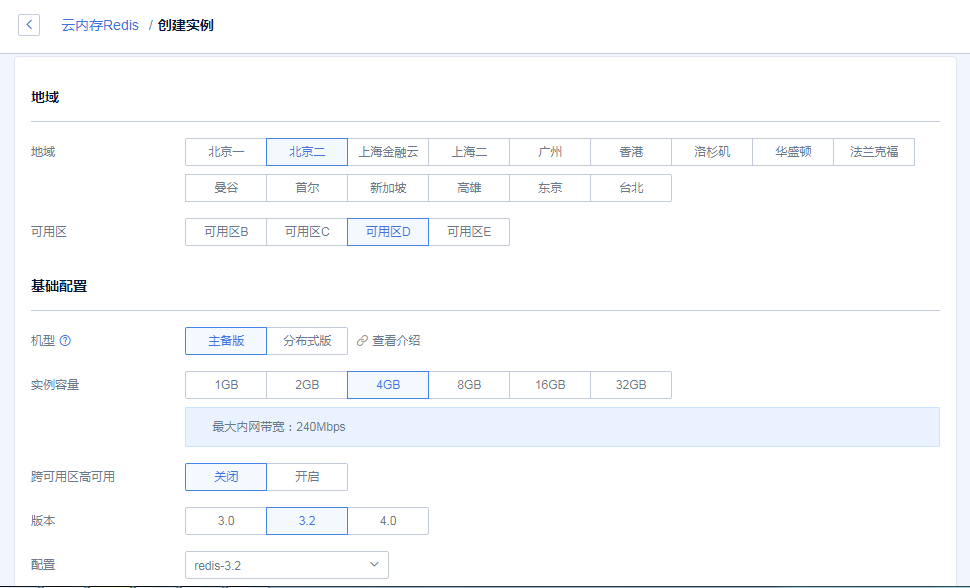 云内存Redis / 创建实例
地域
地域 北京一 北京二 上海金融云 上海二 广州 香港 洛杉矶 华盛顿 法兰克福
曼谷 首尔 新加坡 高雄 东京 台北
可用区 可用区B 可用区C 可用区D 可用区E
基础配置
机型 主备版 分布式版 查看介绍
实例容量 1GB 2GB 4GB 8GB 16GB 32GB
最大内网带宽：240Mbps
跨可用区高可用 关闭 开启
版本 3.0 3.2 4.0
配置 redis-3.2